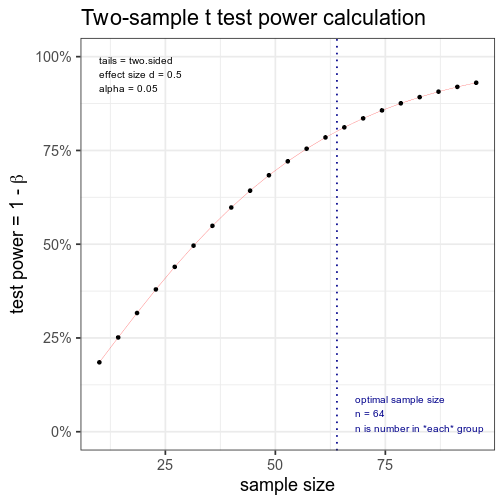 Two-sample t test power calculation
100%
75%
50%
25%
0%
test power = 1 - β
tails = two.sided
effect size d = 0.5
alpha = 0.05
optimal sample size
n = 64
n is number in *each* group
25
50
75
sample size